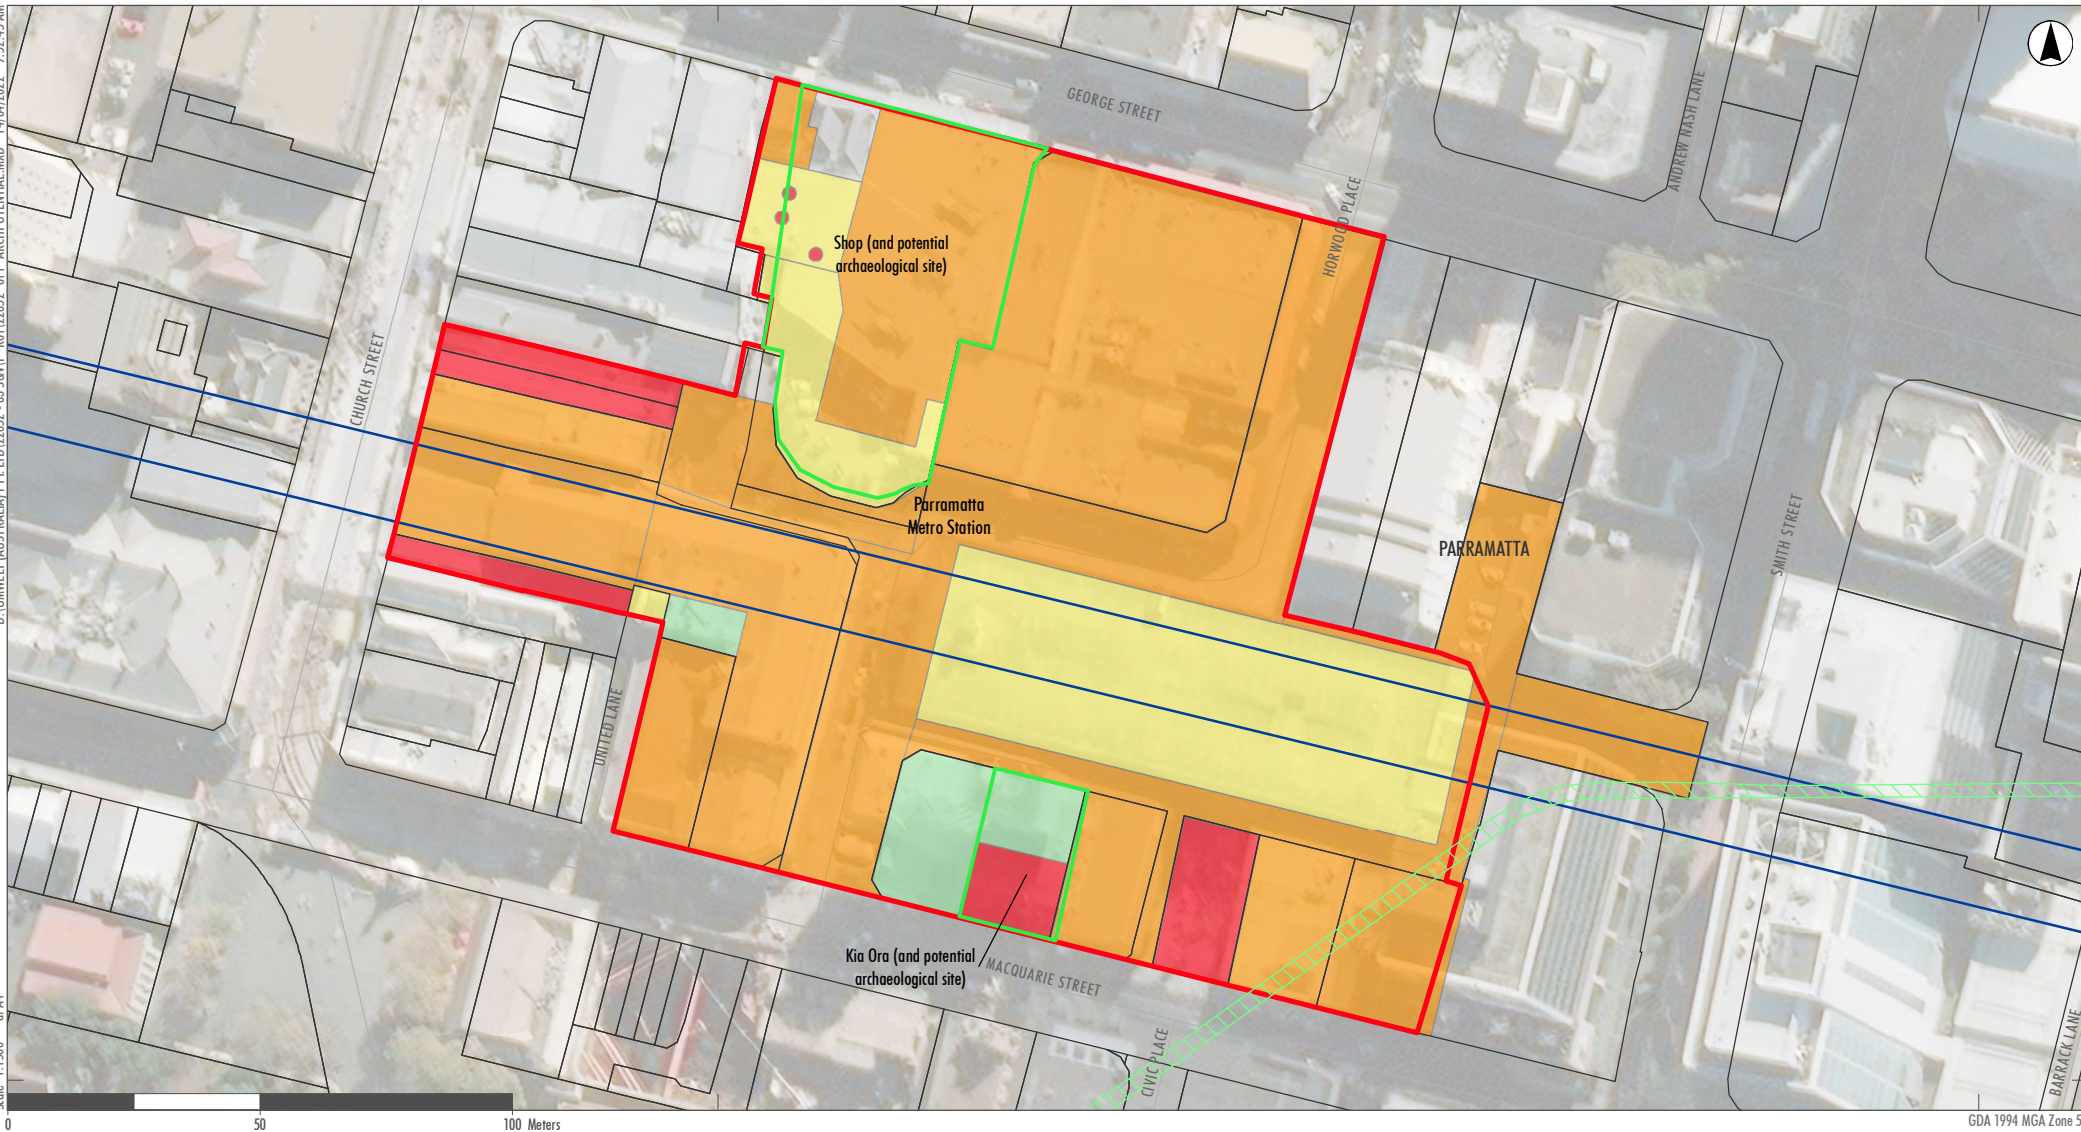 GEORGE STREET
ANDREW NASH LANE
HORWOOD PLACE
Shop (and potential
archaeological site)
CHURCH STREET
Parramatta
Metro Station
PARRAMATTA
SMITH STREET
UNITED LANE
Kia Ora (and potential
archaeological site)
MACQUARIE STREET
CIVIC PLACE
BARRACK LANE
0
50
100 Meters
GDA 1994 MGA Zone 5